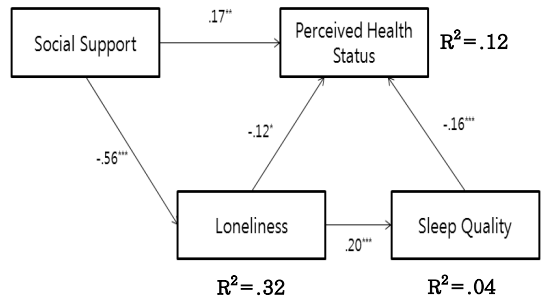 .17**
Social Support
Perceived Health
Status
R²=.12
-.12*
-.16***
-.56***
Loneliness
Sleep Quality
.20***
R²=.32
R²=.04